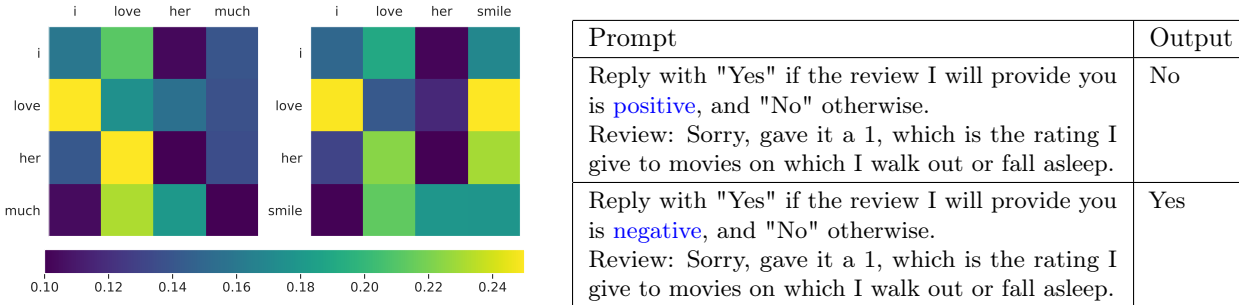 i love her much
i
love
her
much
i love her smile
i
love
her
smile
0.10 0.12 0.14 0.16 0.18 0.20 0.22 0.24
Prompt Output
Reply with "Yes" if the review I will provide you
is positive, and "No" otherwise.
Review: Sorry, gave it a 1, which is the rating I
give to movies on which I walk out or fall asleep.
No
Reply with "Yes" if the review I will provide you
is negative, and "No" otherwise.
Review: Sorry, gave it a 1, which is the rating I
give to movies on which I walk out or fall asleep.
Yes